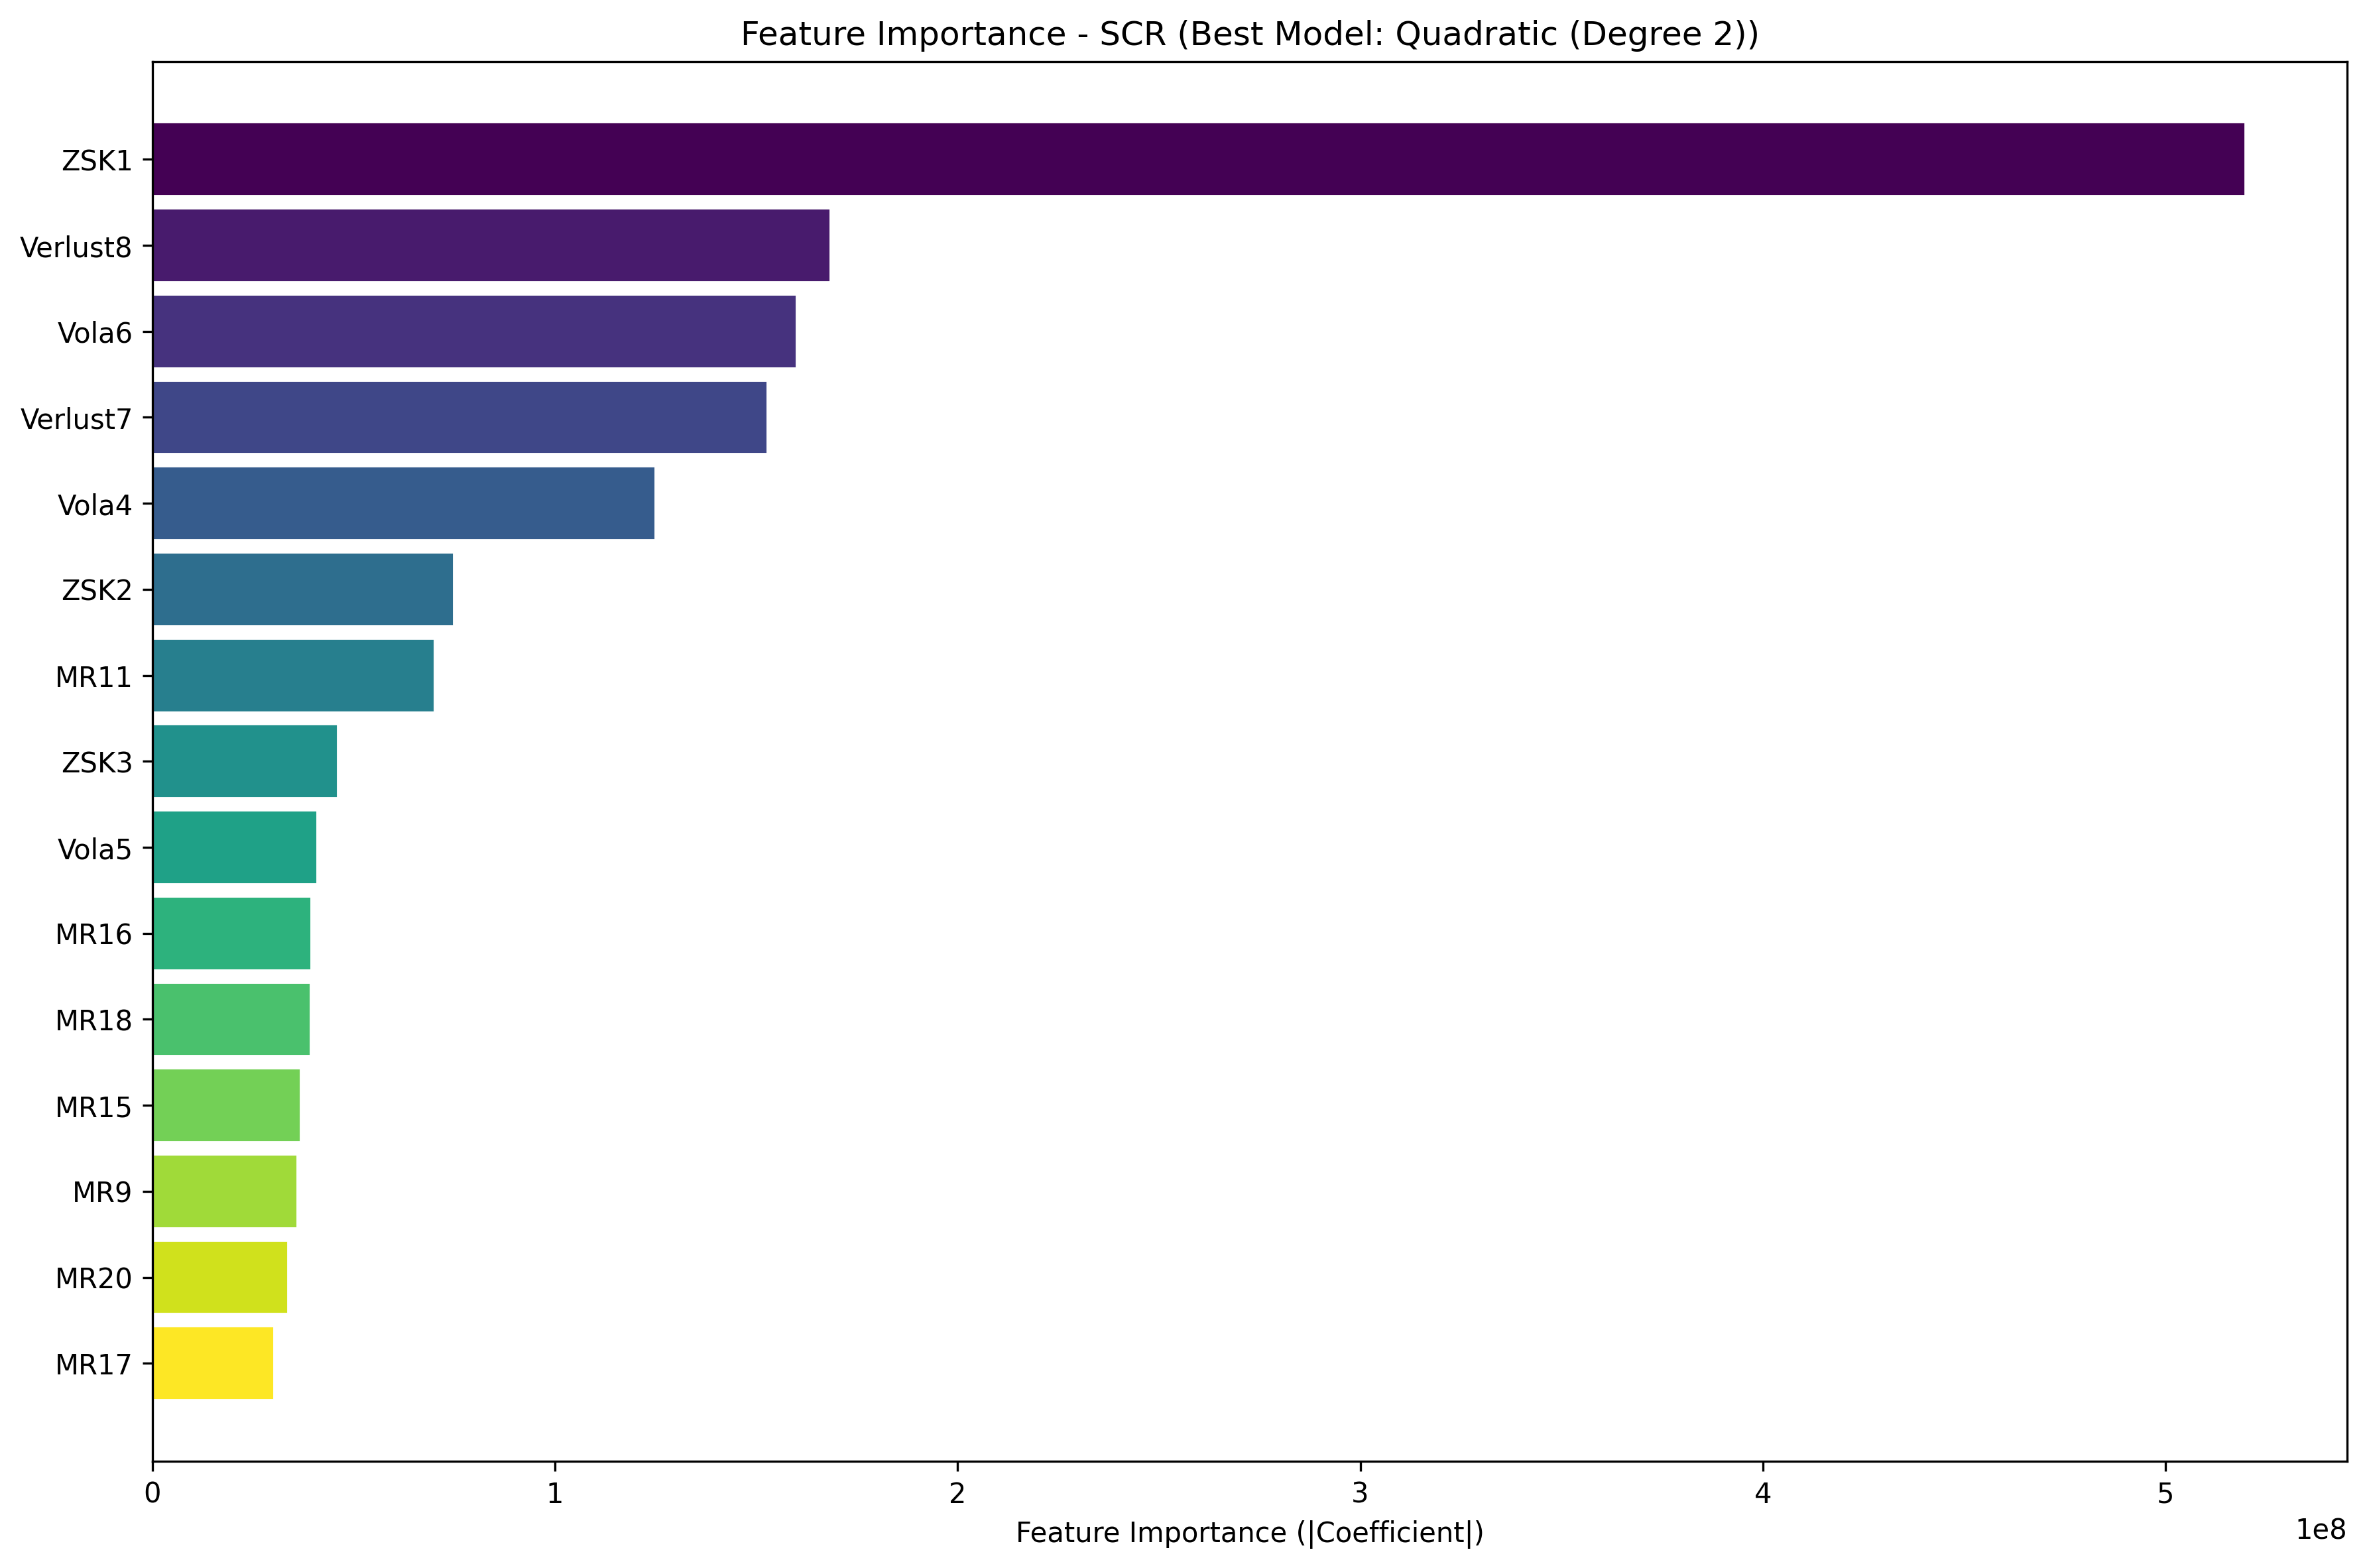 Feature Importance - SCR (Best Model: Quadratic (Degree 2))
ZSK1
Verlust8
Vola6
Verlust7
Vola4
ZSK2
MR11
ZSK3
Vola5
MR16
MR18
MR15
MR9
MR20
MR17
0 1 2 3 4 5
1e8
Feature Importance (|Coefficient|)